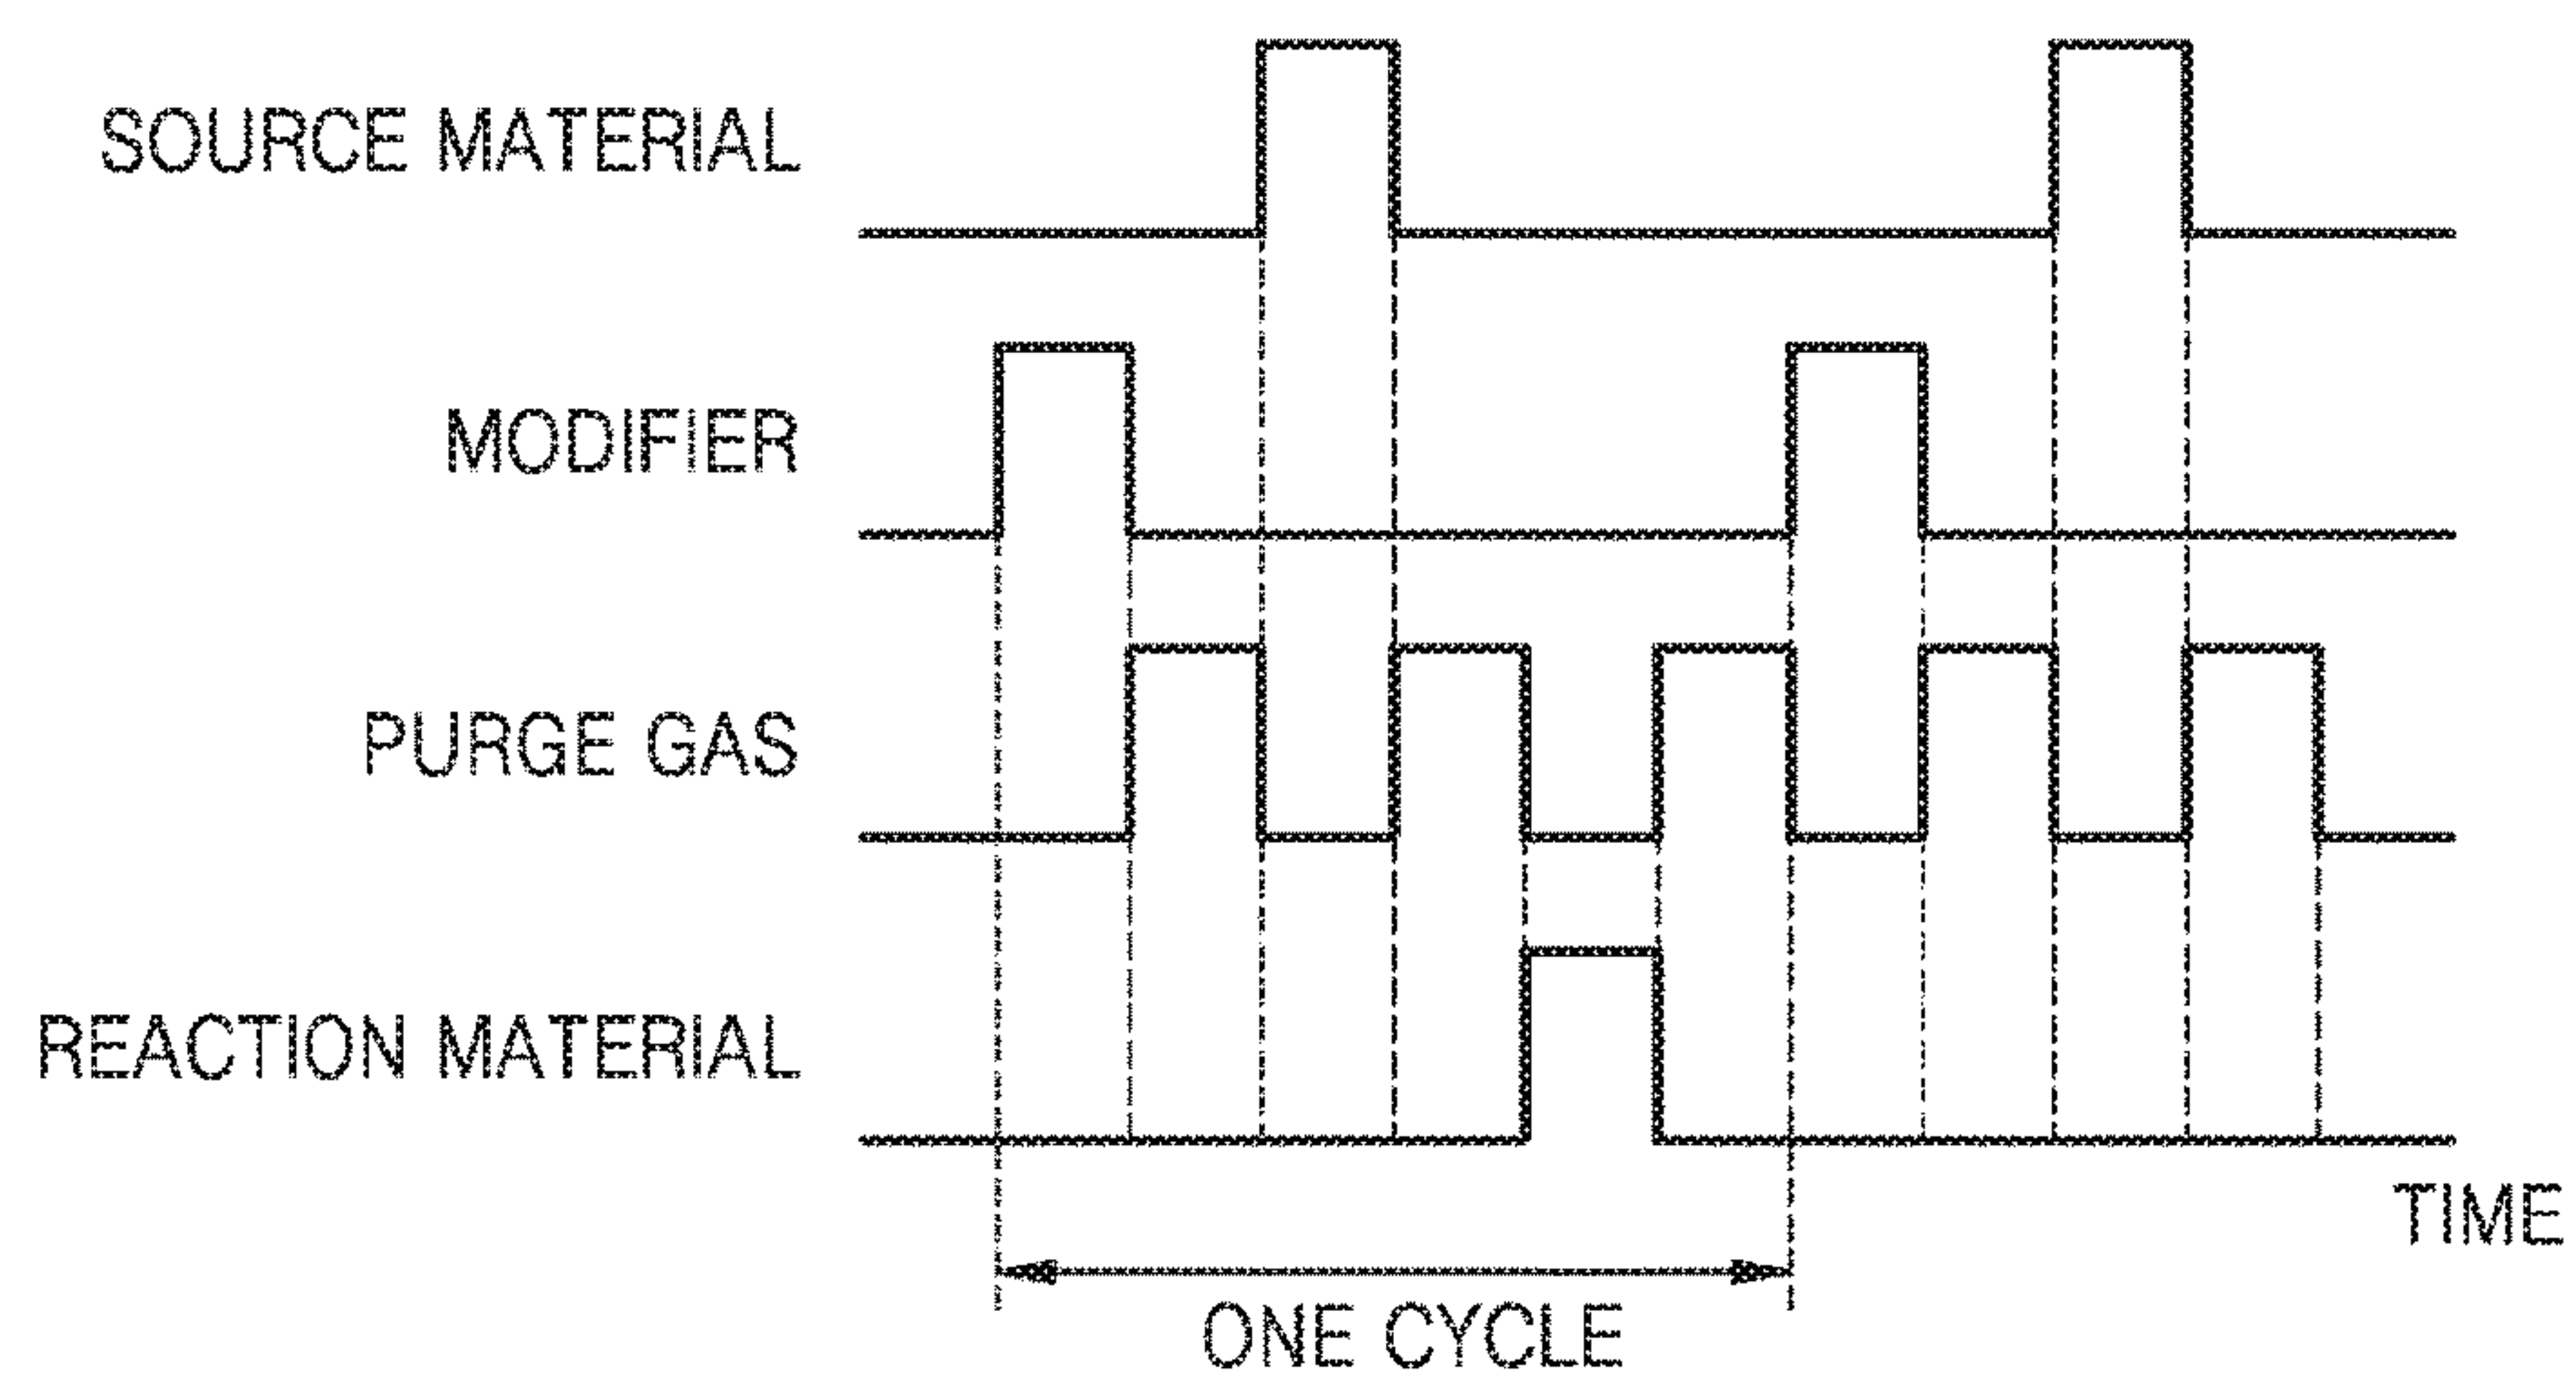 SOURCE MATERIAL
MODIFIER
PURGE GAS
REACTION MATERIAL
TIME
ONE CYCLE